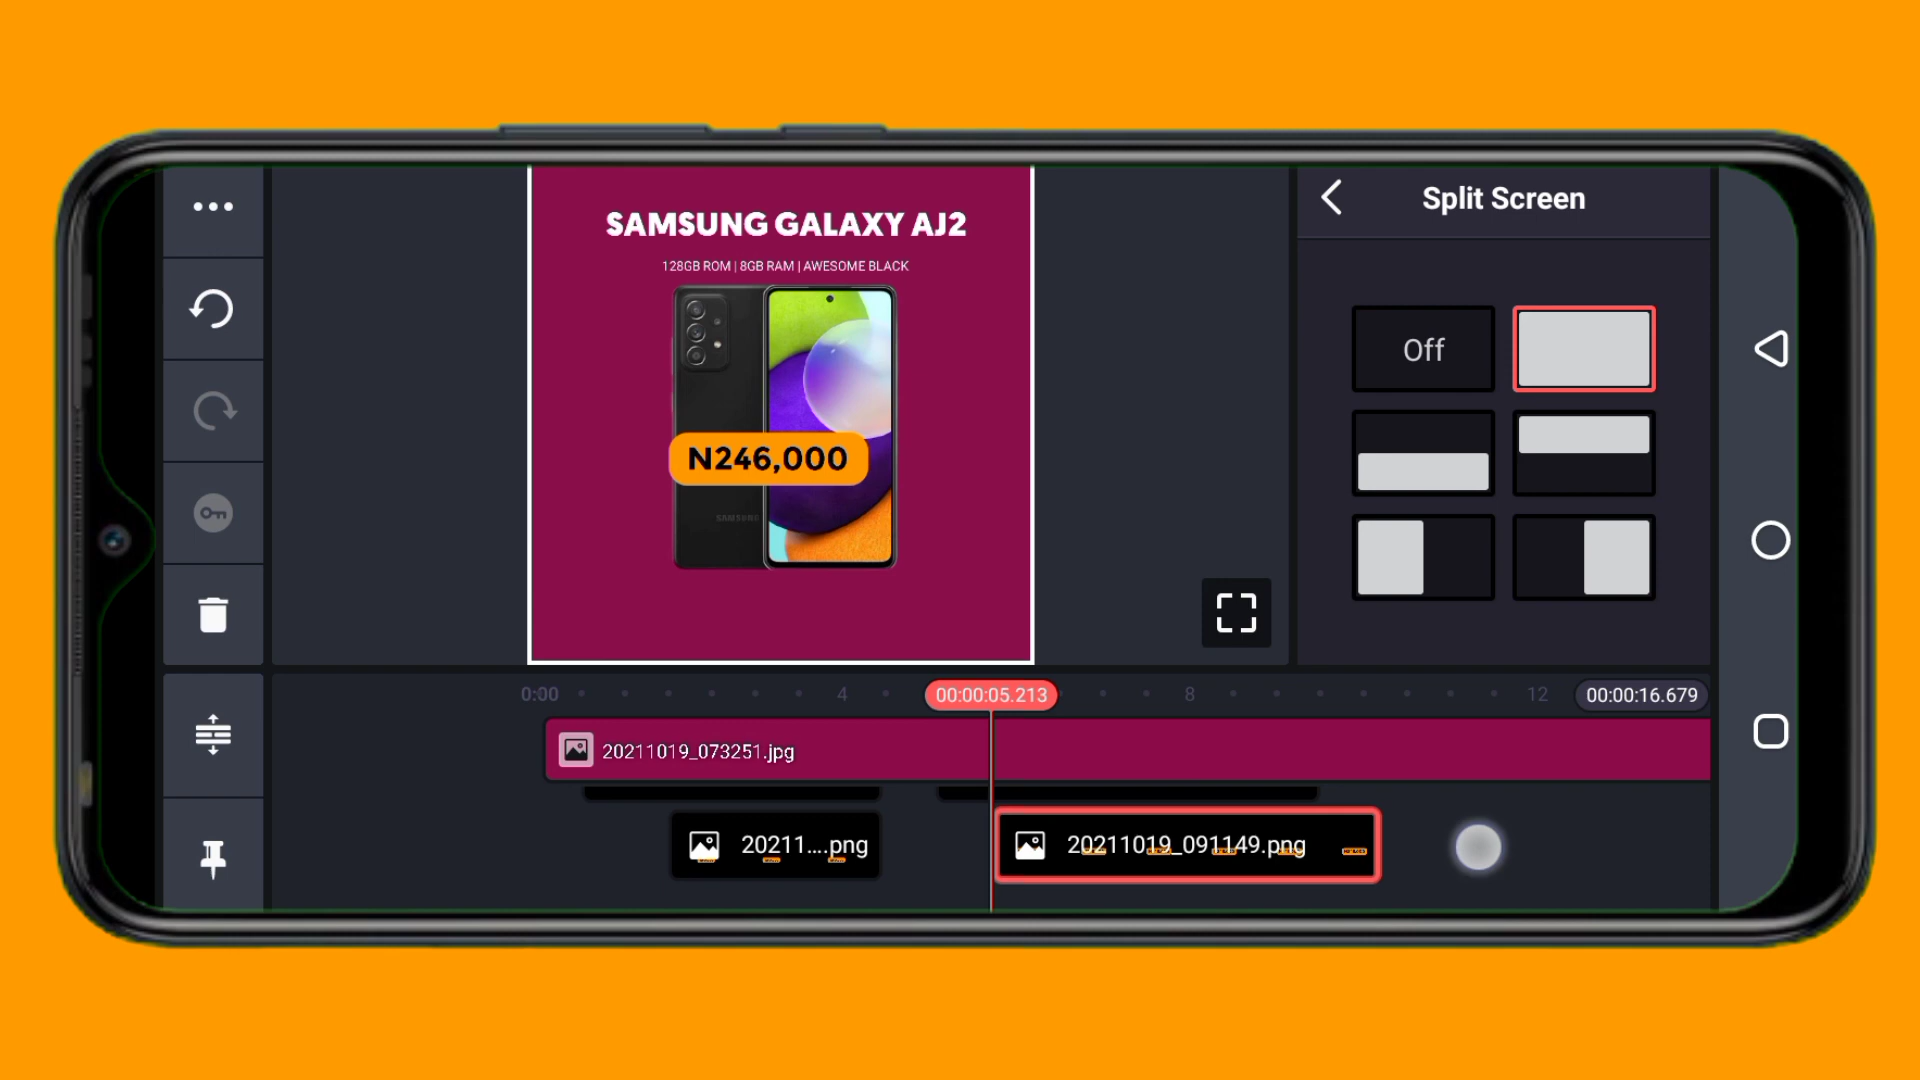 SAMSUNG GALAXY AJ2
128GB ROM | 8GB RAM | AWESOME BLACK
N246,000
SAMSUNG
Split Screen
Off
0:00
4
00:00:05.213
8
12
00:00:16.679
20211019_073251.jpg
20211....png
20211019_091149.png